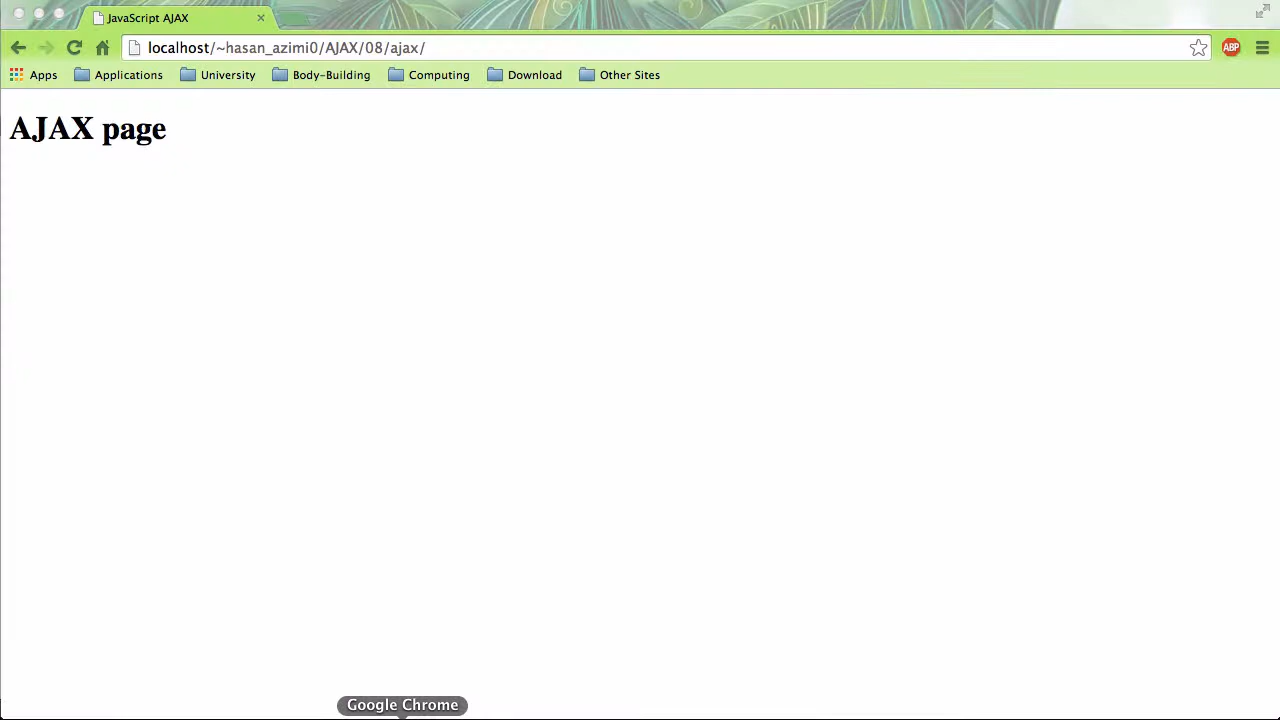 JavaScript AJAX
localhost/~hasan_azimi0/AJAX/08/ajax/
ABP
Apps Applications University Body-Building Computing Download Other Sites
AJAX page
Google Chrome